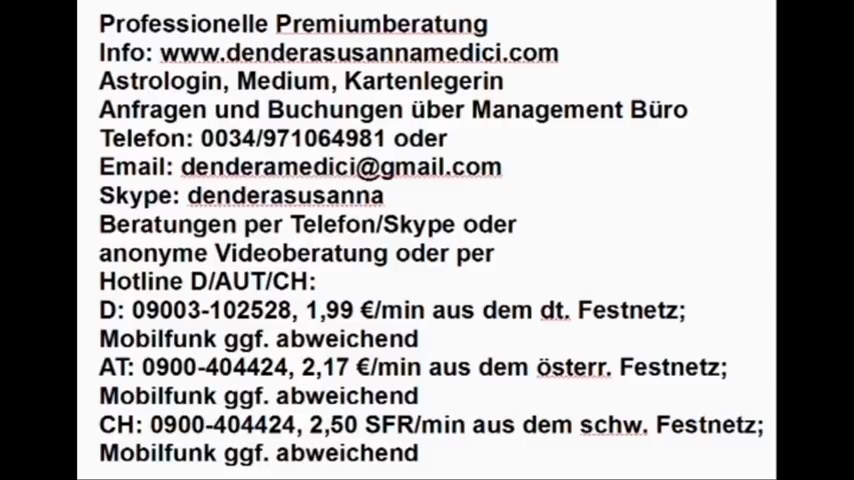 Professionelle Premiumberatung
Info: www.denderasusannamedici.com
Astrologin, Medium, Kartenlegerin
Anfragen und Buchungen über Management Büro
Telefon: 0034/971064981 oder
Email: denderamedici@gmail.com
Skype: denderasusanna
Beratungen per Telefon/Skype oder
anonyme Videoberatung oder per
Hotline D/AUT/CH:
D: 09003-102528, 1,99 €/min aus dem dt. Festnetz;
Mobilfunk ggf. abweichend
AT: 0900-404424, 2,17 €/min aus dem österr. Festnetz;
Mobilfunk ggf. abweichend
CH: 0900-404424, 2,50 SFR/min aus dem schw. Festnetz;
Mobilfunk ggf. abweichend